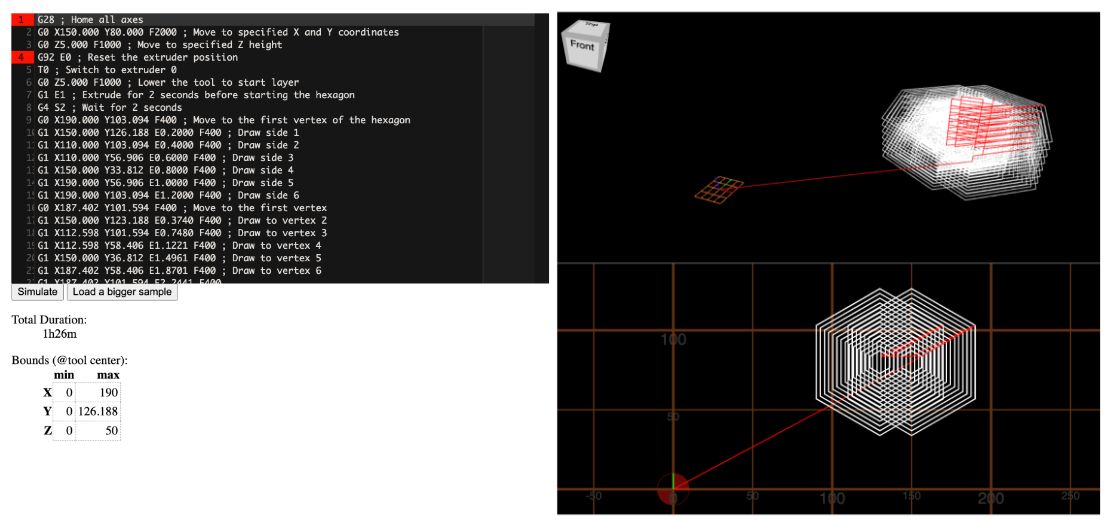 1 G28 ; Home all axes
2 G0 X150.000 Y80.000 F2000 ; Move to specified X and Y coordinates
3 G0 Z5.000 F1000 ; Move to specified Z height
4 G92 E0 ; Reset the extruder position
5 T0 ; Switch to extruder 0
6 G0 Z5.000 F1000 ; Lower the tool to start layer
7 G1 E1 ; Extrude for 2 seconds before starting the hexagon
8 G4 S2 ; Wait for 2 seconds
9 G0 X190.000 Y103.094 F400 ; Move to the first vertex of the hexagon
G1 X150.000 Y126.188 E0.2000 F400 ; Draw side 1
G1 X110.000 Y103.094 E0.4000 F400 ; Draw side 2
G1 X110.000 Y56.906 E0.6000 F400 ; Draw side 3
G1 X150.000 Y33.812 E0.8000 F400 ; Draw side 4
G1 X190.000 Y56.906 E1.0000 F400 ; Draw side 5
G1 X190.000 Y103.094 E1.2000 F400 ; Draw side 6
G0 X187.402 Y101.594 F400 ; Move to the first vertex
G1 X150.000 Y123.188 E0.3740 F400 ; Draw to vertex 2
G1 X112.598 Y101.594 E0.7480 F400 ; Draw to vertex 3
G1 X112.598 Y58.406 E1.1221 F400 ; Draw to vertex 4
G1 X150.000 Y36.812 E1.4961 F400 ; Draw to vertex 5
G1 X187.402 Y58.406 E1.8701 F400 ; Draw to vertex 6
G1 X187.402 Y101.594 E2.2441 F400
Simulate Load a bigger sample
Total Duration:
1h26m
Bounds (@tool center):
min max
X 0 190
Y 0 126.188
Z 0 50
Top
Front
100
50
-50 0 50 100 150 200 250